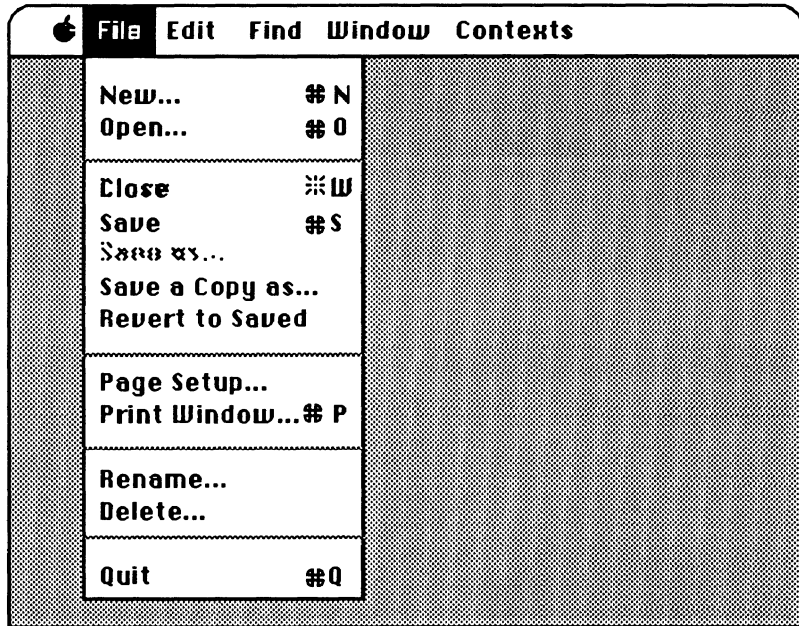 File Edit Find Window Contexts
New... ⌘ N
Open... ⌘ O
Close ⌘W
Save ⌘S
Save as...
Save a Copy as...
Revert to Saved
Page Setup...
Print Window...⌘ P
Rename...
Delete...
Quit ⌘Q